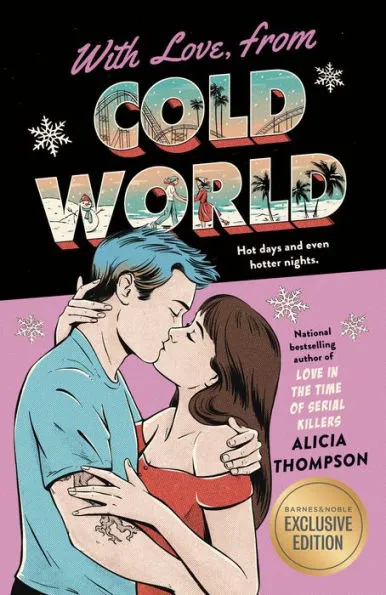 With Love, from
COLD
WORLD
Hot days and even
hotter nights.
National
bestselling
author of
LOVE IN
THE TIME
OF SERIAL
KILLERS
ALICIA
THOMPSON
BARNES&NOBLE
EXCLUSIVE
EDITION